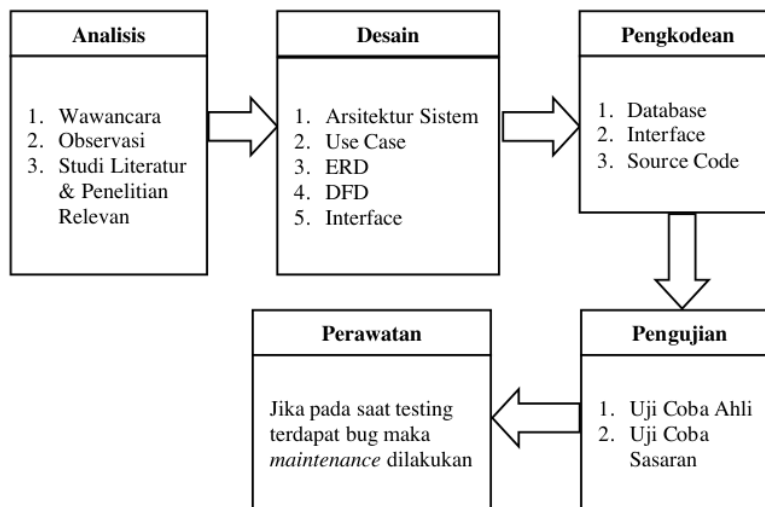 Analisis
1. Wawancara
2. Observasi
3. Studi Literatur
& Penelitian
Relevan
Desain
1. Arsitektur Sistem
2. Use Case
3. ERD
4. DFD
5. Interface
Pengkodean
1. Database
2. Interface
3. Source Code
Pengujian
1. Uji Coba Ahli
2. Uji Coba
Sasaran
Perawatan
Jika pada saat testing
terdapat bug maka
maintenance dilakukan